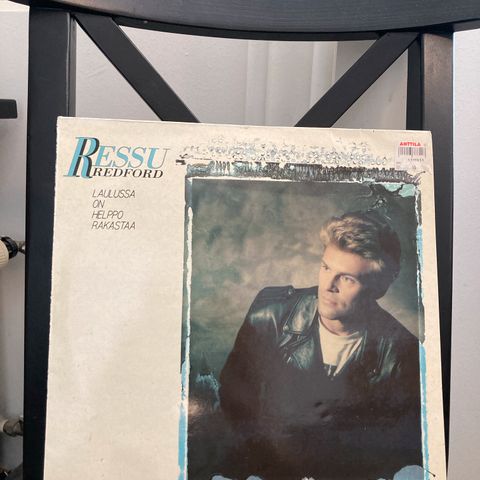 RESSU
REDFORD
LAULUSSA
ON
HELPPO
RAKASTAA
ANTTILA